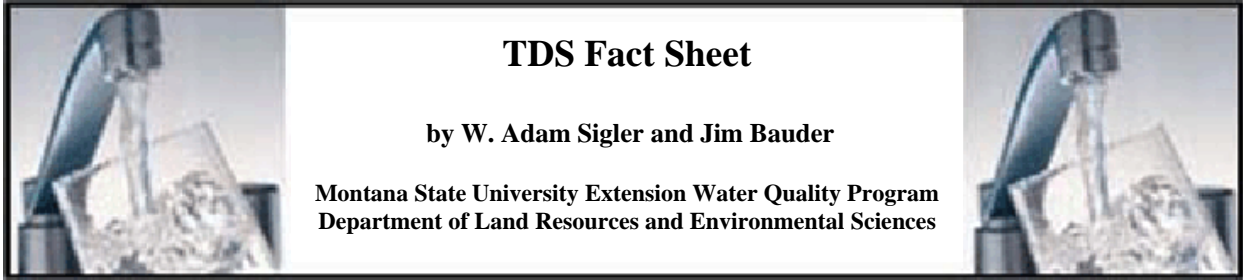 TDS Fact Sheet
by W. Adam Sigler and Jim Bauder
Montana State University Extension Water Quality Program
Department of Land Resources and Environmental Sciences